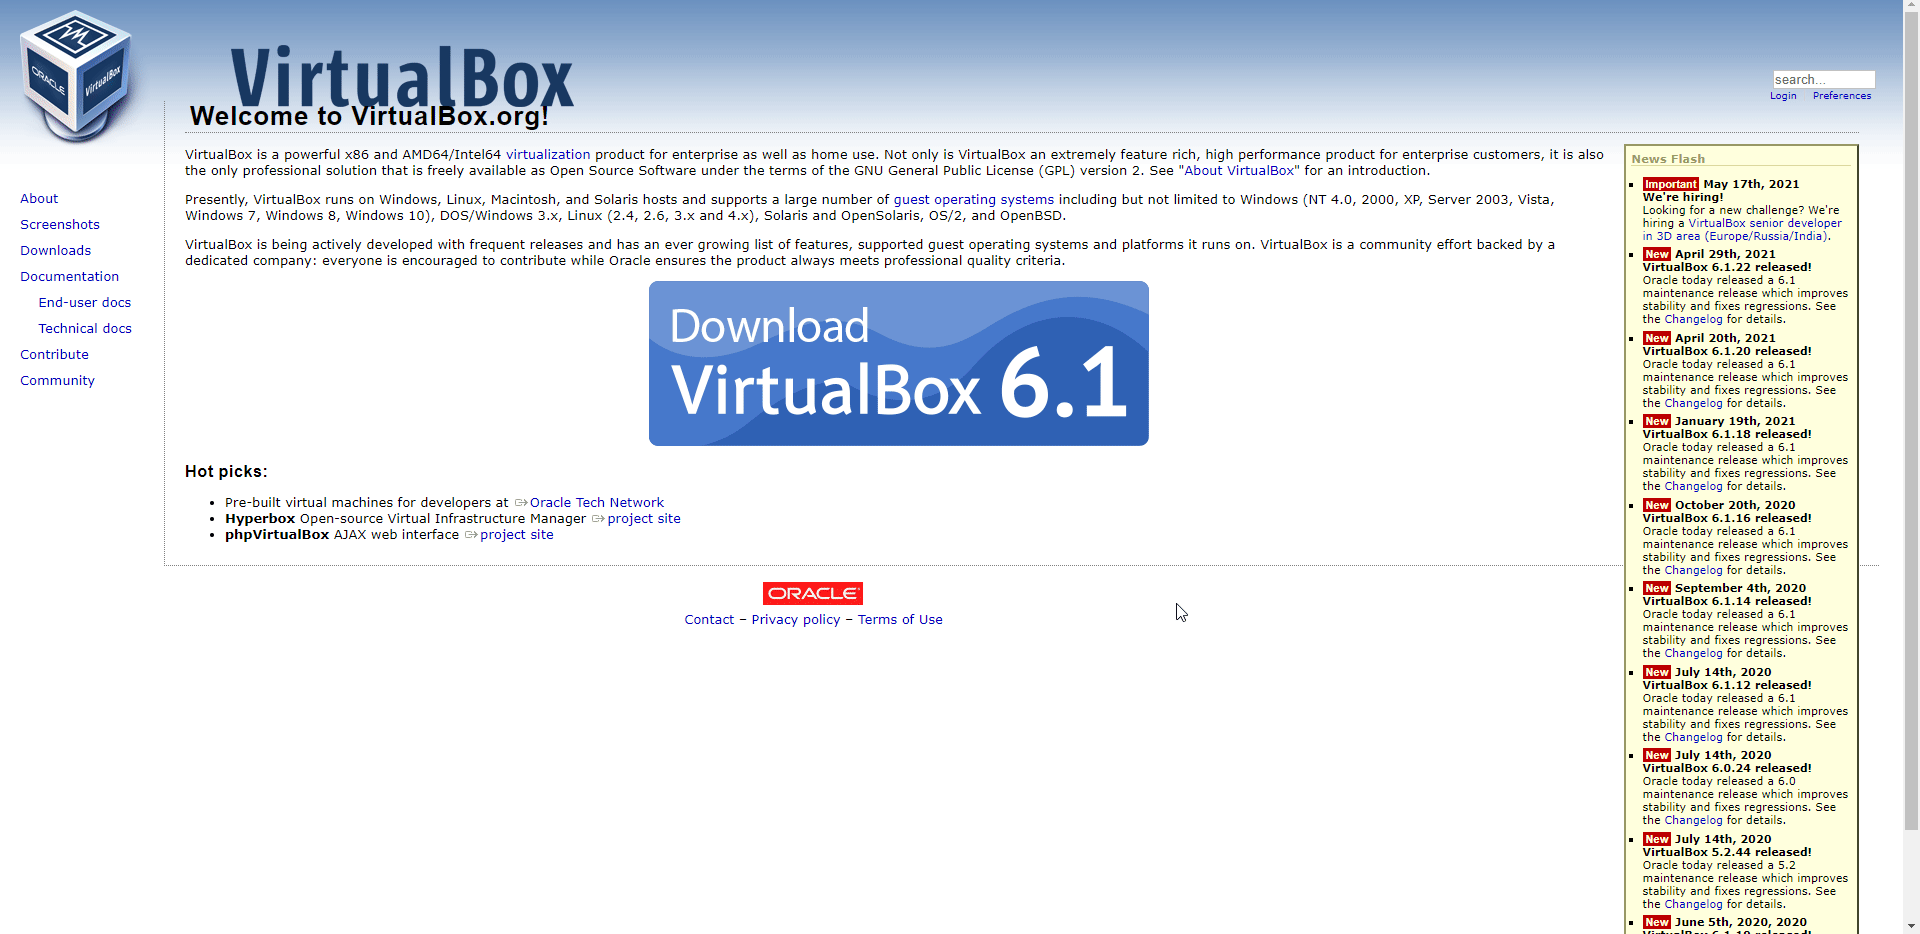 ORACLE
VirtualBox
VirtualBox
search...
Login
Preferences
Welcome to VirtualBox.org!
About
Screenshots
Downloads
Documentation
End-user docs
Technical docs
Contribute
Community
VirtualBox is a powerful x86 and AMD64/Intel64 virtualization product for enterprise as well as home use. Not only is VirtualBox an extremely feature rich, high performance product for enterprise customers, it is also
the only professional solution that is freely available as Open Source Software under the terms of the GNU General Public License (GPL) version 2. See "About VirtualBox" for an introduction.
Presently, VirtualBox runs on Windows, Linux, Macintosh, and Solaris hosts and supports a large number of guest operating systems including but not limited to Windows (NT 4.0, 2000, XP, Server 2003, Vista,
Windows 7, Windows 8, Windows 10), DOS/Windows 3.x, Linux (2.4, 2.6, 3.x and 4.x), Solaris and OpenSolaris, OS/2, and OpenBSD.
VirtualBox is being actively developed with frequent releases and has an ever growing list of features, supported guest operating systems and platforms it runs on. VirtualBox is a community effort backed by a
dedicated company: everyone is encouraged to contribute while Oracle ensures the product always meets professional quality criteria.
Download
VirtualBox 6.1
Hot picks:
Pre-built virtual machines for developers at Oracle Tech Network
Hyperbox Open-source Virtual Infrastructure Manager project site
phpVirtualBox AJAX web interface project site
ORACLE
Contact – Privacy policy – Terms of Use
News Flash
Important May 17th, 2021
We're hiring!
Looking for a new challenge? We're
hiring a VirtualBox senior developer
in 3D area (Europe/Russia/India).
New April 29th, 2021
VirtualBox 6.1.22 released!
Oracle today released a 6.1
maintenance release which improves
stability and fixes regressions. See
the Changelog for details.
New April 20th, 2021
VirtualBox 6.1.20 released!
Oracle today released a 6.1
maintenance release which improves
stability and fixes regressions. See
the Changelog for details.
New January 19th, 2021
VirtualBox 6.1.18 released!
Oracle today released a 6.1
maintenance release which improves
stability and fixes regressions. See
the Changelog for details.
New October 20th, 2020
VirtualBox 6.1.16 released!
Oracle today released a 6.1
maintenance release which improves
stability and fixes regressions. See
the Changelog for details.
New September 4th, 2020
VirtualBox 6.1.14 released!
Oracle today released a 6.1
maintenance release which improves
stability and fixes regressions. See
the Changelog for details.
New July 14th, 2020
VirtualBox 6.1.12 released!
Oracle today released a 6.1
maintenance release which improves
stability and fixes regressions. See
the Changelog for details.
New July 14th, 2020
VirtualBox 6.0.24 released!
Oracle today released a 6.0
maintenance release which improves
stability and fixes regressions. See
the Changelog for details.
New July 14th, 2020
VirtualBox 5.2.44 released!
Oracle today released a 5.2
maintenance release which improves
stability and fixes regressions. See
the Changelog for details.
New June 5th, 2020, 2020